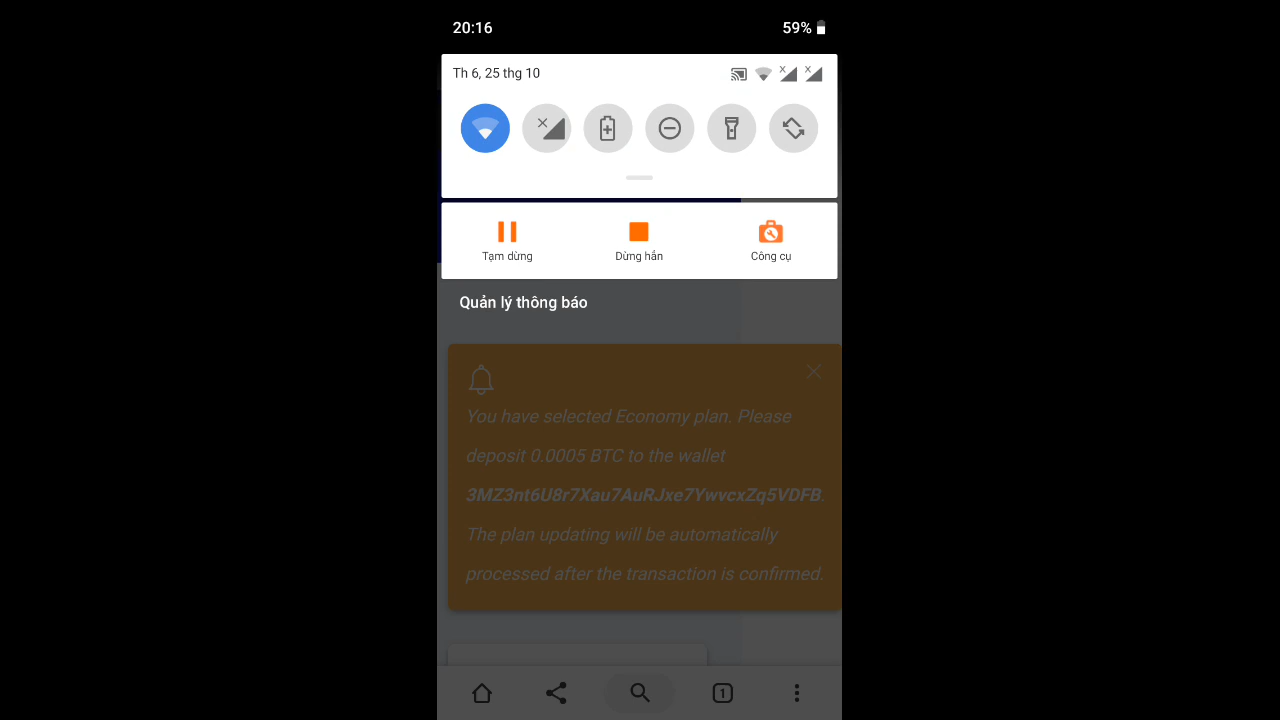 20:16
59%
Th 6, 25 thg 10
Tạm dừng
Dừng hẳn
Công cụ
Quản lý thông báo
You have selected Economy plan. Please
deposit 0.0005 BTC to the wallet
3MZ3nt6U8r7Xau7AuRJxe7YwvcxZq5VDFB.
The plan updating will be automatically
processed after the transaction is confirmed.
1